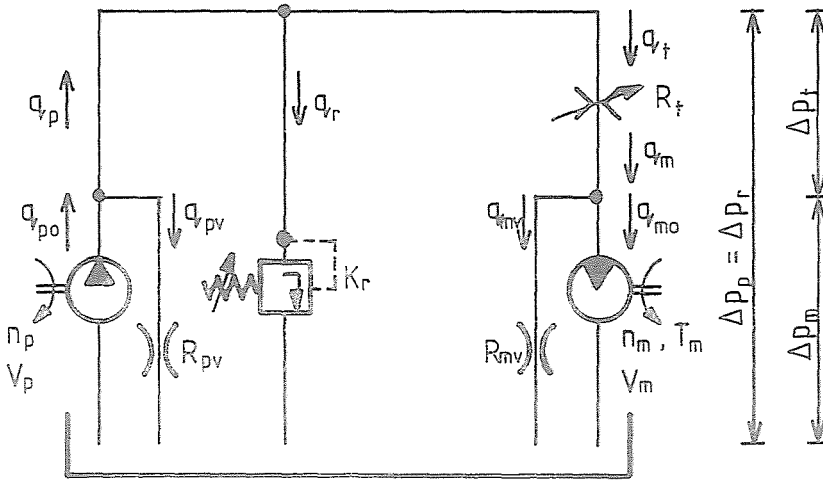 q_t
R_t
q_p
q_r
Δp_t
q_m
q_po
q_pv
q_mv
q_mo
Δp_p = Δp_r
K_r
n_p
V_p
R_pv
R_mv
n_m, T_m
V_m
Δp_m